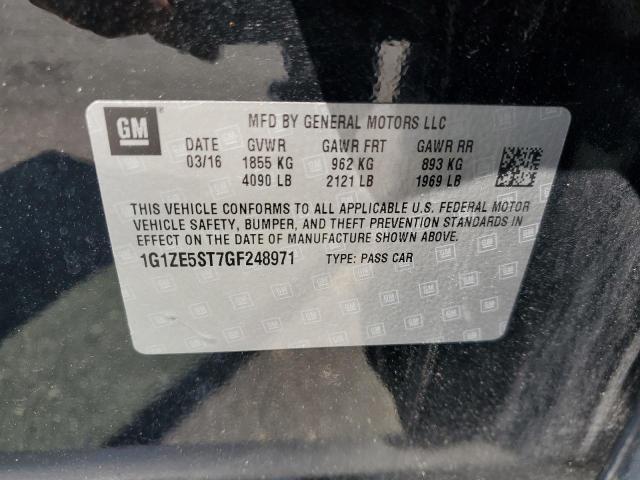 GM
MFD BY GENERAL MOTORS LLC
DATE GVWR GAWR FRT GAWR RR
03/16 1855 KG 962 KG 893 KG
4090 LB 2121 LB 1969 LB
THIS VEHICLE CONFORMS TO ALL APPLICABLE U.S. FEDERAL MOTOR
VEHICLE SAFETY, BUMPER, AND THEFT PREVENTION STANDARDS IN
EFFECT ON THE DATE OF MANUFACTURE SHOWN ABOVE.
1G1ZE5ST7GF248971 TYPE: PASS CAR